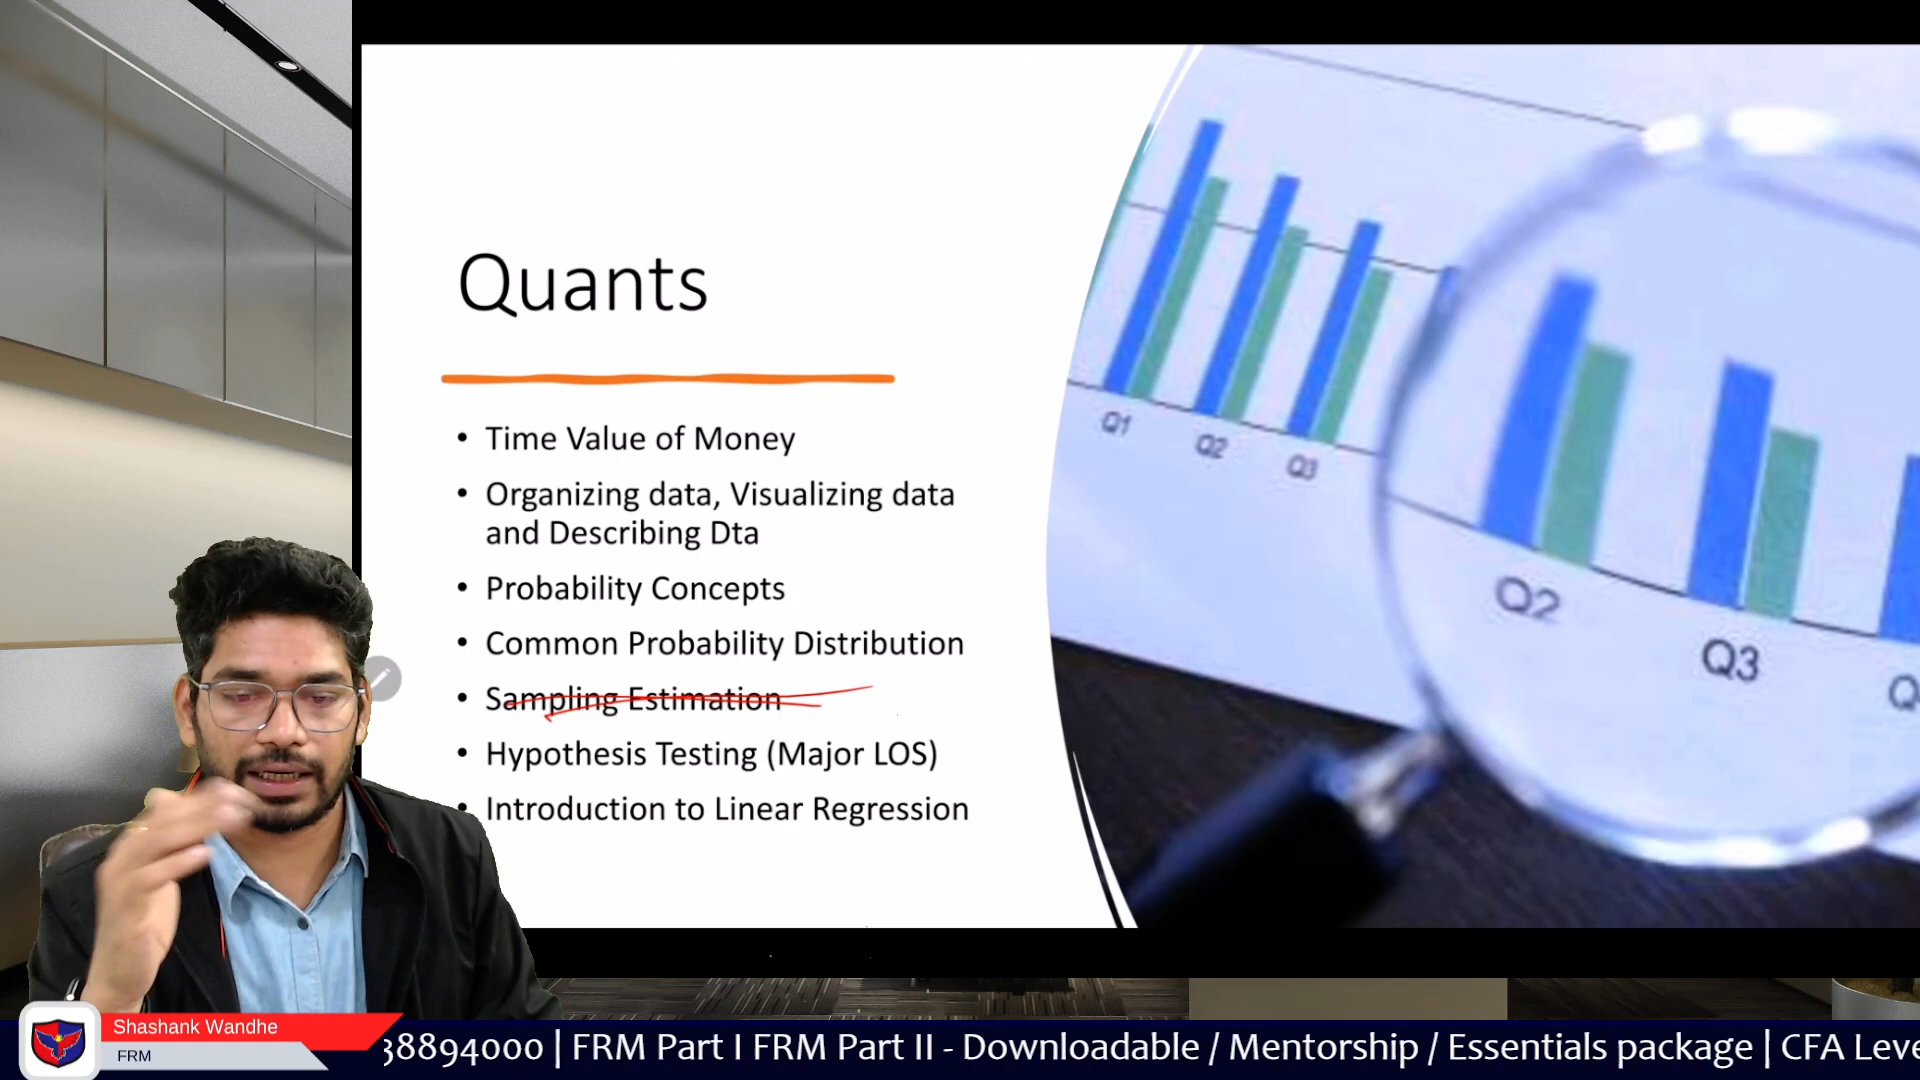 Quants
• Time Value of Money
• Organizing data, Visualizing data
and Describing Dta
• Probability Concepts
• Common Probability Distribution
• Sampling Estimation
• Hypothesis Testing (Major LOS)
• Introduction to Linear Regression
Q1
Q2
Q3
Q2
Q3
Shashank Wandhe
FRM
38894000 | FRM Part I FRM Part II - Downloadable / Mentorship / Essentials package | CFA Leve